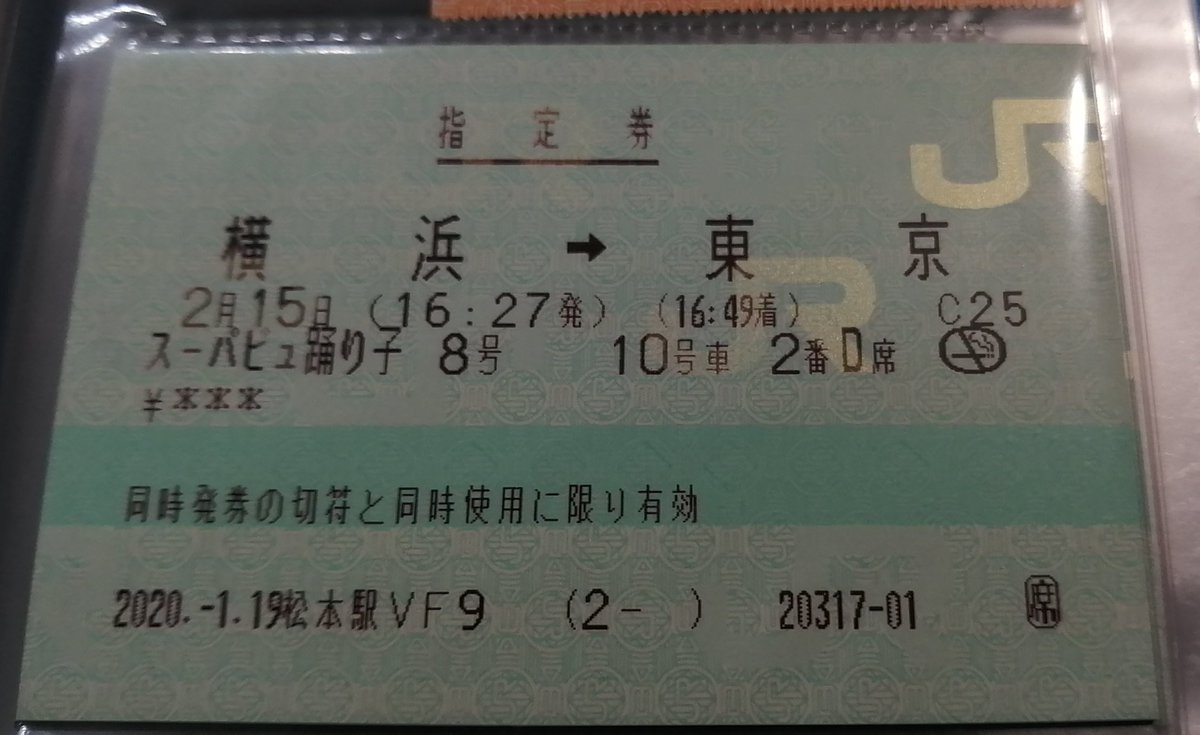 指定券
横浜 → 東京
2月15日 (16:27発) (16:49着) C25
スーパビュ踊り子 8号 10号車 2番D席
¥***
同時発券の切符と同時使用に限り有効
2020.-1.19松本駅VF9 (2- ) 20317-01 席
JR